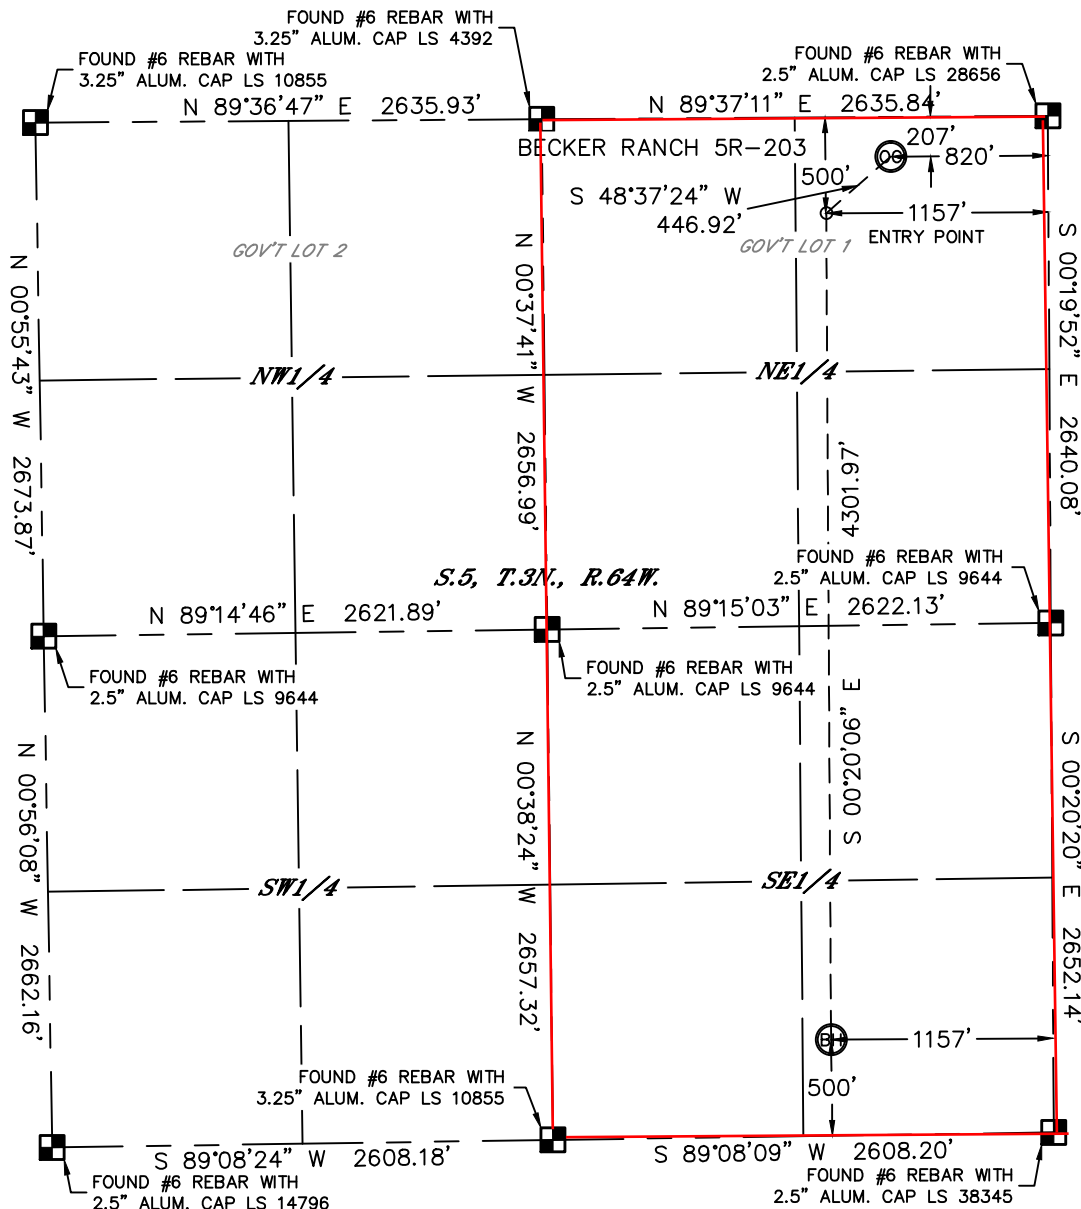 FOUND #6 REBAR WITH
3.25" ALUM. CAP LS 4392
FOUND #6 REBAR WITH
3.25" ALUM. CAP LS 10855
FOUND #6 REBAR WITH
2.5" ALUM. CAP LS 28656
N 89°36'47" E 2635.93'
N 89°37'11" E 2635.84'
BECKER RANCH 5R-203
OG
207'
820'
500'
S 48°37'24" W
446.92'
1157'
ENTRY POINT
GOV'T LOT 2
GOV'T LOT 1
N 00°55'43" W 2673.87'
N 00°37'41" W 2656.99'
S 00°19'52" E 2640.08'
NW1/4
NE1/4
4301.97'
S.5, T.3N., R.64W.
FOUND #6 REBAR WITH
2.5" ALUM. CAP LS 9644
N 89°14'46" E 2621.89'
N 89°15'03" E 2622.13'
FOUND #6 REBAR WITH
2.5" ALUM. CAP LS 9644
FOUND #6 REBAR WITH
2.5" ALUM. CAP LS 9644
S 00°20'06" E
N 00°56'08" W 2662.16'
N 00°38'24" W 2657.32'
S 00°20'20" E 2652.14'
SW1/4
SE1/4
BH
1157'
500'
FOUND #6 REBAR WITH
3.25" ALUM. CAP LS 10855
S 89°08'24" W 2608.18'
S 89°08'09" W 2608.20'
FOUND #6 REBAR WITH
2.5" ALUM. CAP LS 14796
FOUND #6 REBAR WITH
2.5" ALUM. CAP LS 38345